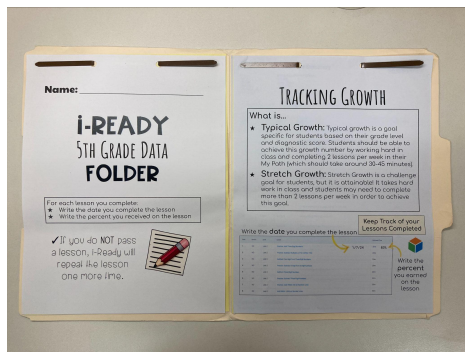 Name:
i-READY
5TH GRADE DATA
FOLDER
For each lesson you complete:
★ Write the date you complete the lesson
★ Write the percent you received on the lesson
✓If you do NOT pass
a lesson, i-Ready will
repeat the lesson
one more time.
TRACKING GROWTH
What is...
★ Typical Growth: Typical growth is a goal
specific for students based on their grade level
and diagnostic score. Students should be able to
achieve this growth number by working hard in
class and completing 2 lessons per week in their
My Path (which should take around 30-45 minutes).
★ Stretch Growth: Stretch Growth is a challenge
goal for students, but it is attainable! It takes hard
work in class and students may need to complete
more than 2 lessons per week in order to achieve
this goal.
Keep Track of your
Lessons Completed
Write the date you complete the lesson
Write the
percent
you earned
on the
lesson